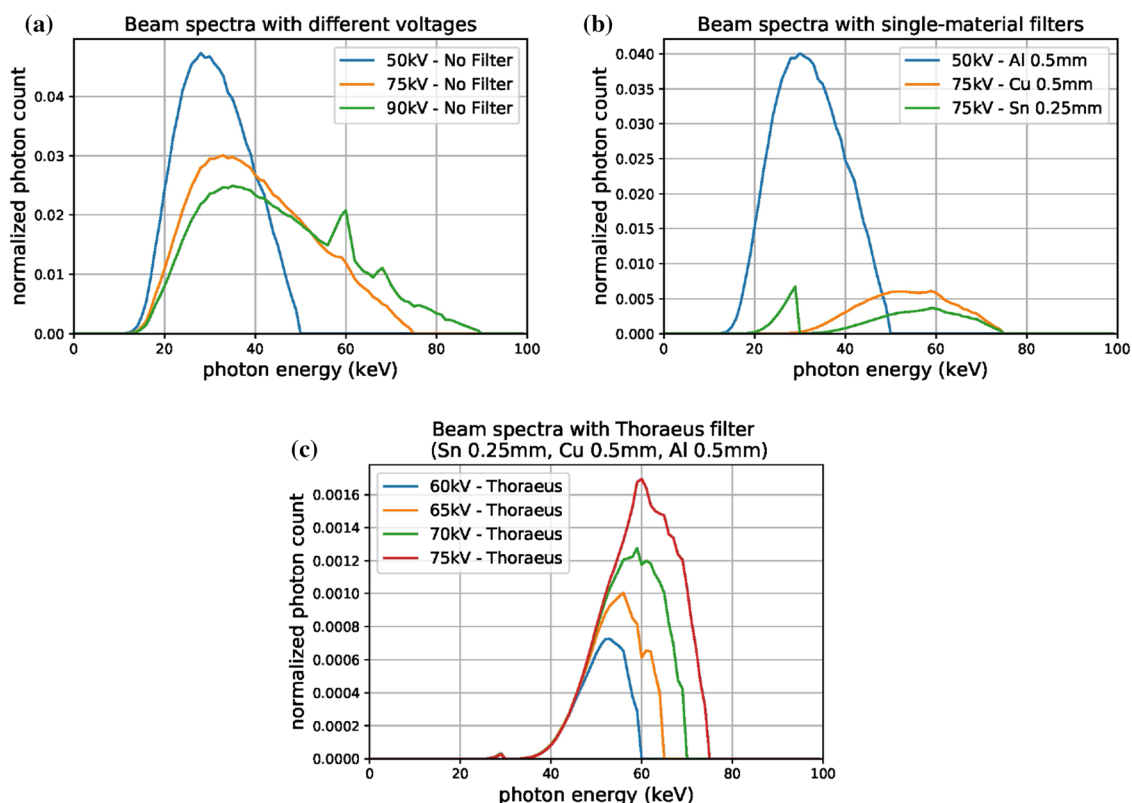 (a)
Beam spectra with different voltages
50kV - No Filter
75kV - No Filter
90kV - No Filter
normalized photon count
0.04
0.03
0.02
0.01
0.00
0 20 40 60 80 100
photon energy (keV)
(b)
Beam spectra with single-material filters
50kV - Al 0.5mm
75kV - Cu 0.5mm
75kV - Sn 0.25mm
normalized photon count
0.040
0.035
0.030
0.025
0.020
0.015
0.010
0.005
0.000
0 20 40 60 80 100
photon energy (keV)
(c)
Beam spectra with Thoraeus filter
(Sn 0.25mm, Cu 0.5mm, Al 0.5mm)
60kV - Thoraeus
65kV - Thoraeus
70kV - Thoraeus
75kV - Thoraeus
normalized photon count
0.0016
0.0014
0.0012
0.0010
0.0008
0.0006
0.0004
0.0002
0.0000
0 20 40 60 80 100
photon energy (keV)